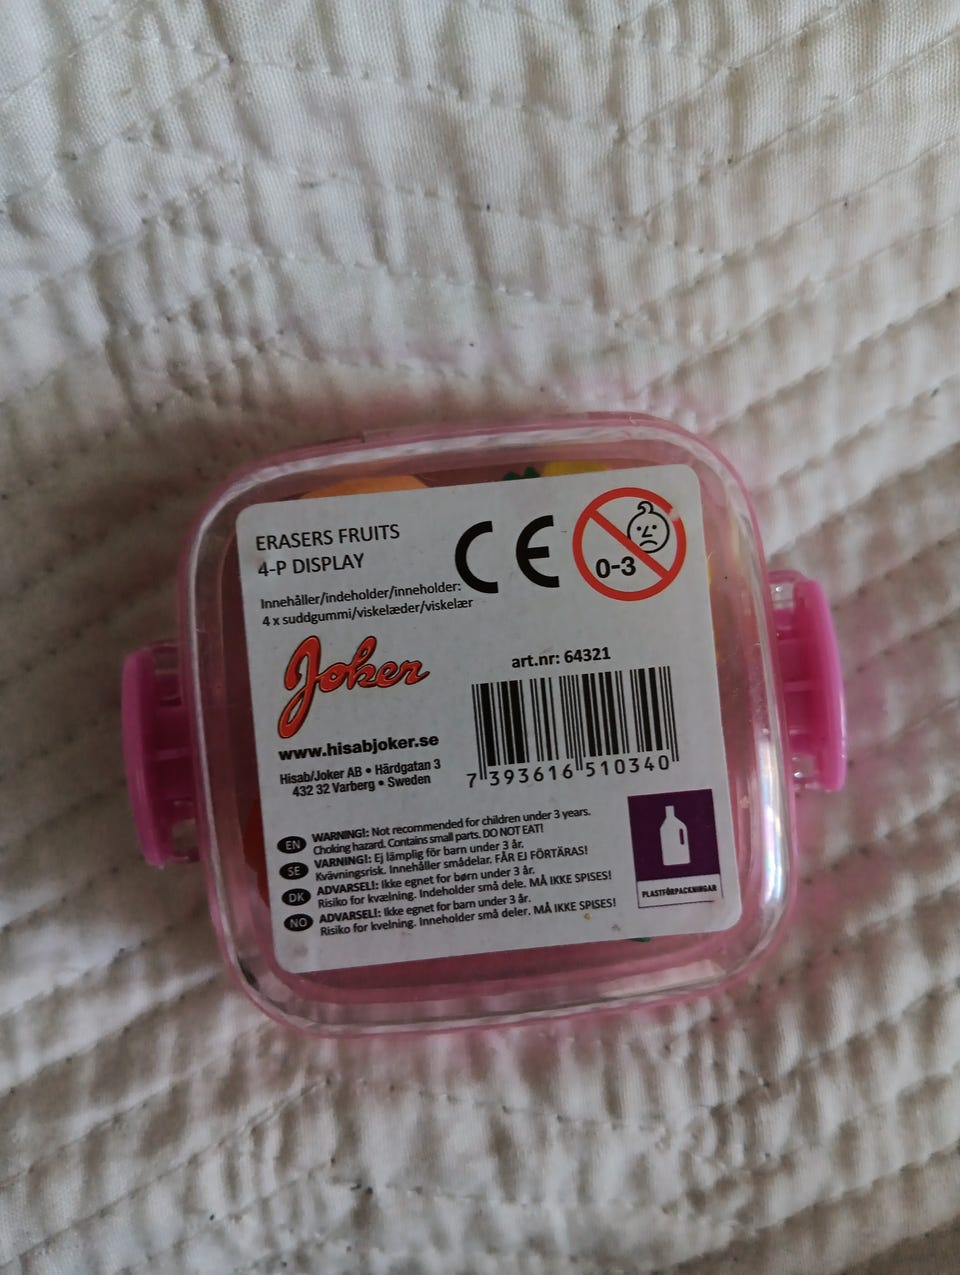 ERASERS FRUITS
4-P DISPLAY
CE
0-3
Innehåller/indeholder/inneholder:
4 x suddgummi/viskelæder/viskelær
Joker
art.nr: 64321
www.hisabjoker.se
7 393616 510340
Hisab/Joker AB • Härdgatan 3
432 32 Varberg • Sweden
EN WARNING!: Not recommended for children under 3 years.
Choking hazard. Contains small parts. DO NOT EAT!
SE VARNING!: Ej lämplig för barn under 3 år.
Kvävningsrisk. Innehåller smådelar. FÅR EJ FÖRTÄRAS!
DK ADVARSEL!: Ikke egnet for børn under 3 år.
Risiko for kvælning. Indeholder små dele. MÅ IKKE SPISES!
NO ADVARSEL!: Ikke egnet for barn under 3 år.
Risiko for kvelning. Inneholder små deler. MÅ IKKE SPISES!
PLASTFÖRPACKNINGAR